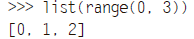 >>> list(range(0, 3))
[0, 1, 2]